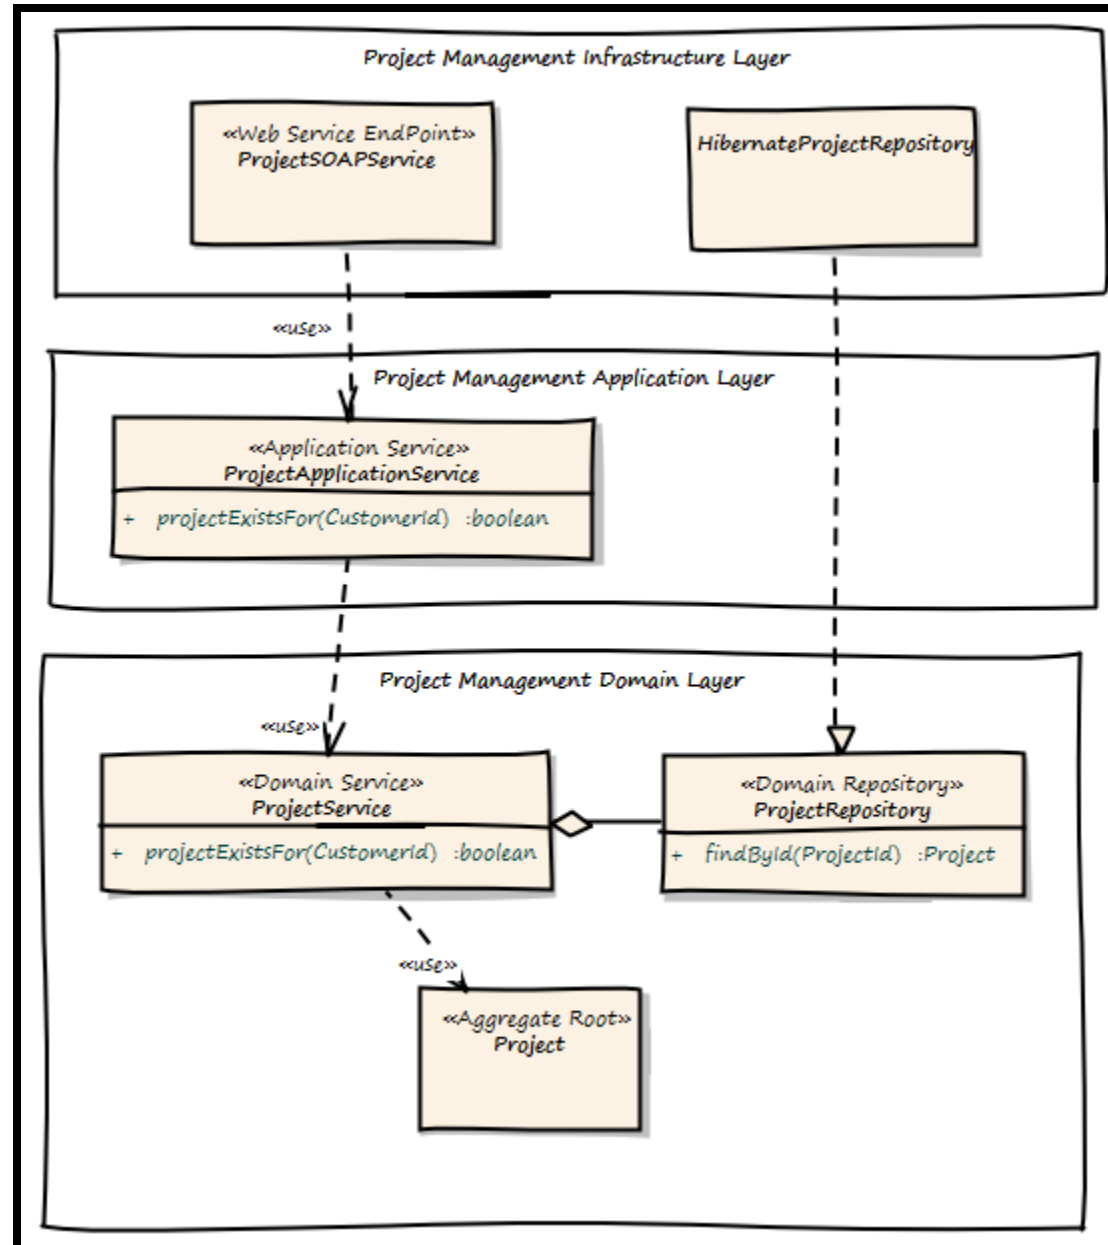 Project Management Infrastructure Layer
«Web Service EndPoint»
ProjectSOAPService
HibernateProjectRepository
«use»
Project Management Application Layer
«Application Service»
ProjectApplicationService
+ projectExistsFor(CustomerId) :boolean
«use»
Project Management Domain Layer
«Domain Service»
ProjectService
+ projectExistsFor(CustomerId) :boolean
«Domain Repository»
ProjectRepository
+ findById(ProjectId) :Project
«use»
«Aggregate Root»
Project